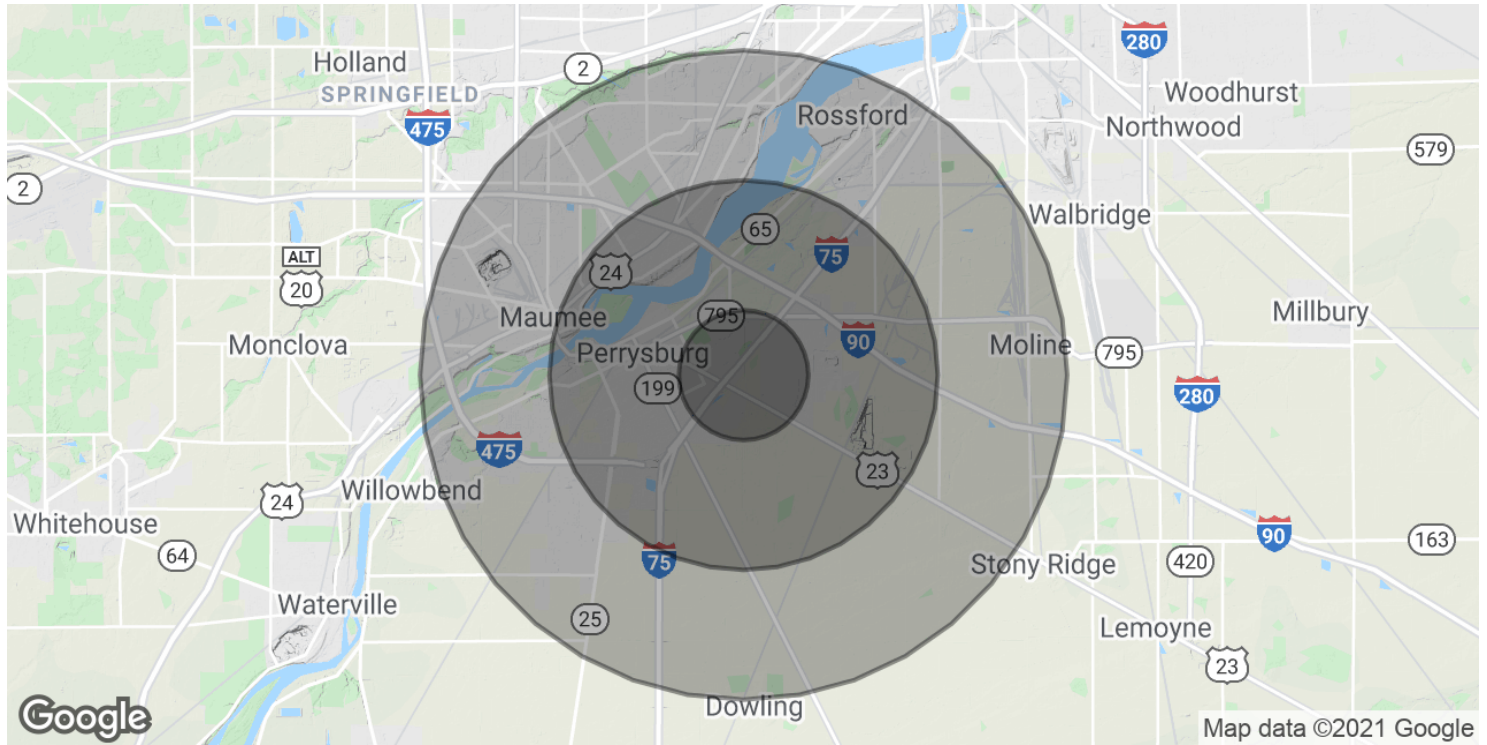 280
Holland
2
SPRINGFIELD
Woodhurst
475
Rossford
Northwood
579
2
Walbridge
65
ALT
20
24
75
Millbury
Maumee
795
Monclova
Perrysburg
90
Moline
795
199
280
475
23
Willowbend
24
Whitehouse
90
163
64
75
Stony Ridge
420
Waterville
25
Lemoyne
23
Dowling
Google
Map data ©2021 Google